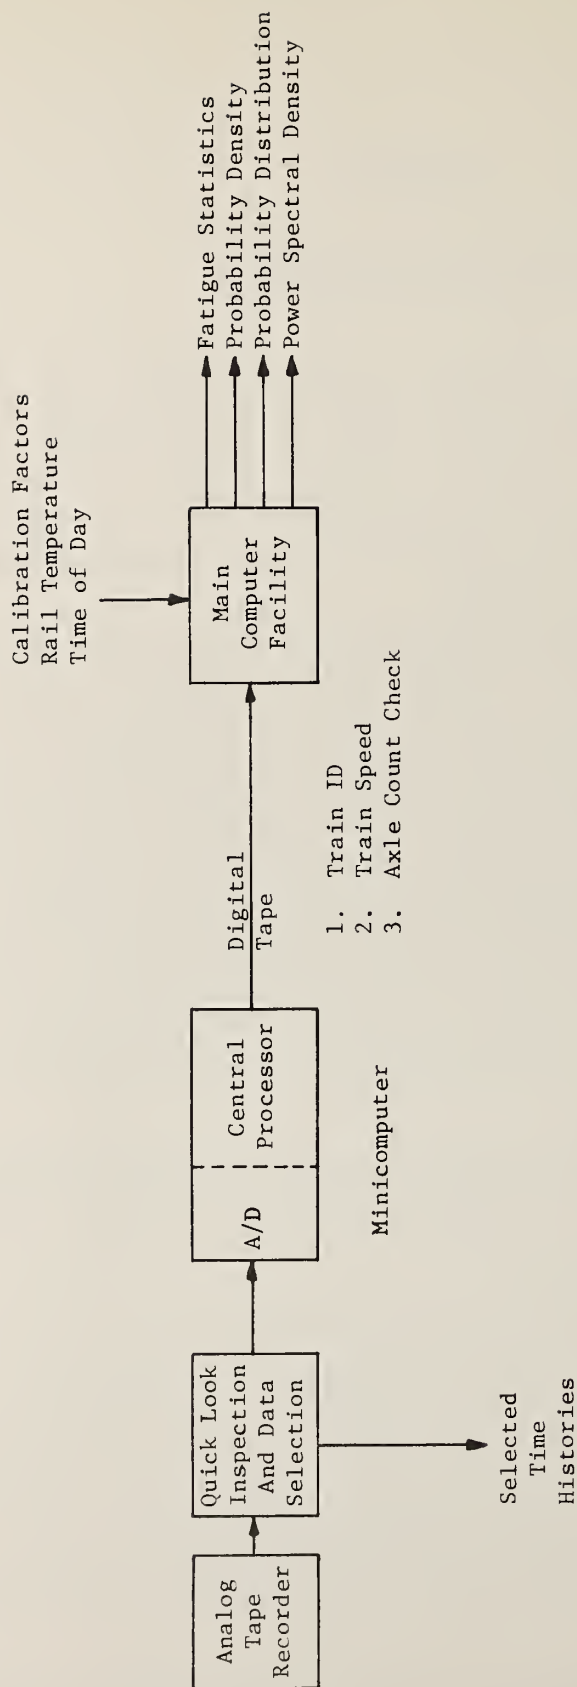 Analog
Tape
Recorder
Quick Look
Inspection
And Data
Selection
Selected
Time
Histories
A/D
Central
Processor
Minicomputer
Digital
Tape
1. Train ID
2. Train Speed
3. Axle Count Check
Calibration Factors
Rail Temperature
Time of Day
Main
Computer
Facility
Fatigue Statistics
Probability Density
Probability Distribution
Power Spectral Density